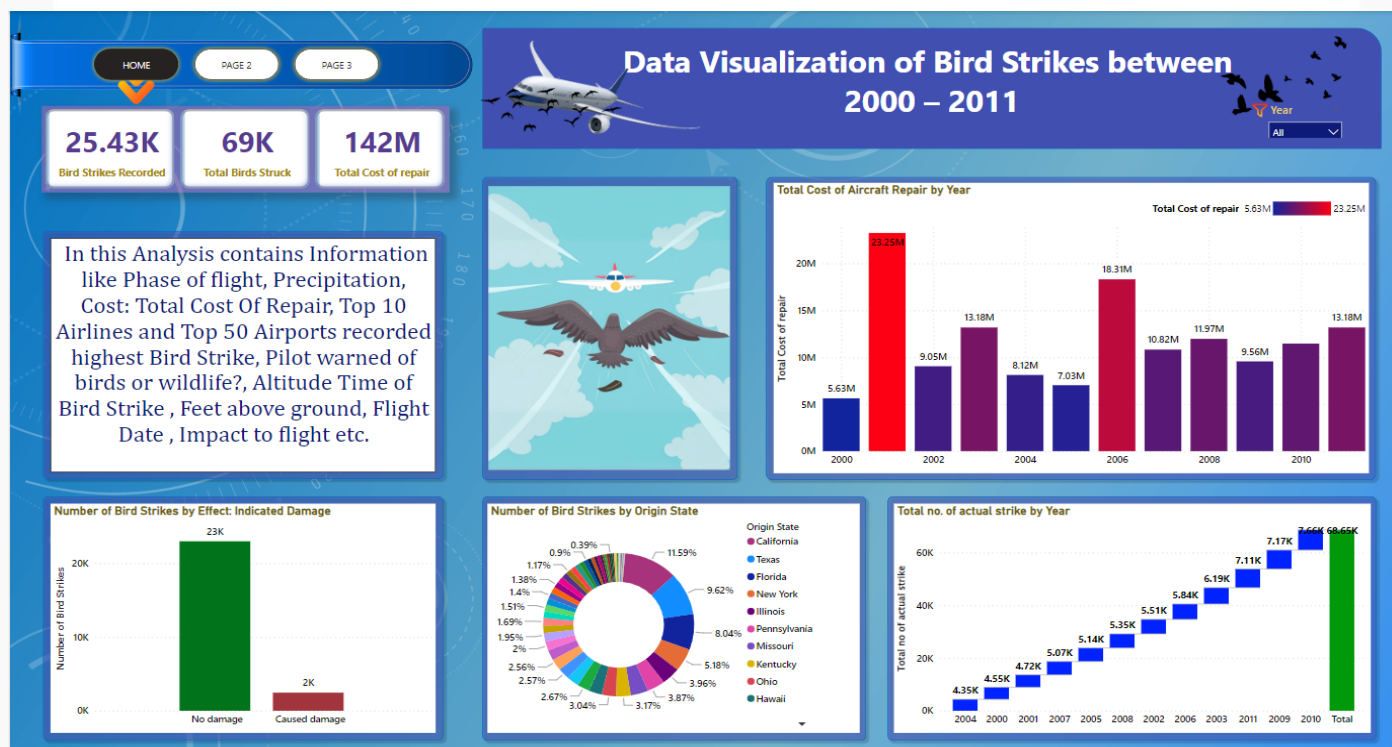 HOME
PAGE 2
PAGE 3
Data Visualization of Bird Strikes between
2000 – 2011
Year
All
25.43K
Bird Strikes Recorded
69K
Total Birds Struck
142M
Total Cost of repair
In this Analysis contains Information
like Phase of flight, Precipitation,
Cost: Total Cost Of Repair, Top 10
Airlines and Top 50 Airports recorded
highest Bird Strike, Pilot warned of
birds or wildlife?, Altitude Time of
Bird Strike , Feet above ground, Flight
Date , Impact to flight etc.
160
170
180
Total Cost of Aircraft Repair by Year
Total Cost of repair 5.63M 23.25M
Total Cost of repair
20M
15M
10M
5M
0M
5.63M
23.25M
9.05M
13.18M
8.12M
7.03M
18.31M
10.82M
11.97M
9.56M
13.18M
2000
2002
2004
2006
2008
2010
Number of Bird Strikes by Effect: Indicated Damage
Number of Bird Strikes
20K
10K
0K
23K
2K
No damage
Caused damage
Number of Bird Strikes by Origin State
11.59%
9.62%
8.04%
5.18%
3.96%
3.87%
3.17%
3.04%
2.67%
2.57%
2.56%
2%
1.95%
1.69%
1.51%
1.4%
1.38%
1.17%
0.9%
0.39%
Origin State
California
Texas
Florida
New York
Illinois
Pennsylvania
Missouri
Kentucky
Ohio
Hawaii
Total no. of actual strike by Year
Total no of actual strike
60K
40K
20K
0K
4.35K
4.55K
4.72K
5.07K
5.14K
5.35K
5.51K
5.84K
6.19K
7.11K
7.17K
7.66K
68.65K
2004
2000
2001
2007
2005
2008
2002
2006
2003
2011
2009
2010
Total